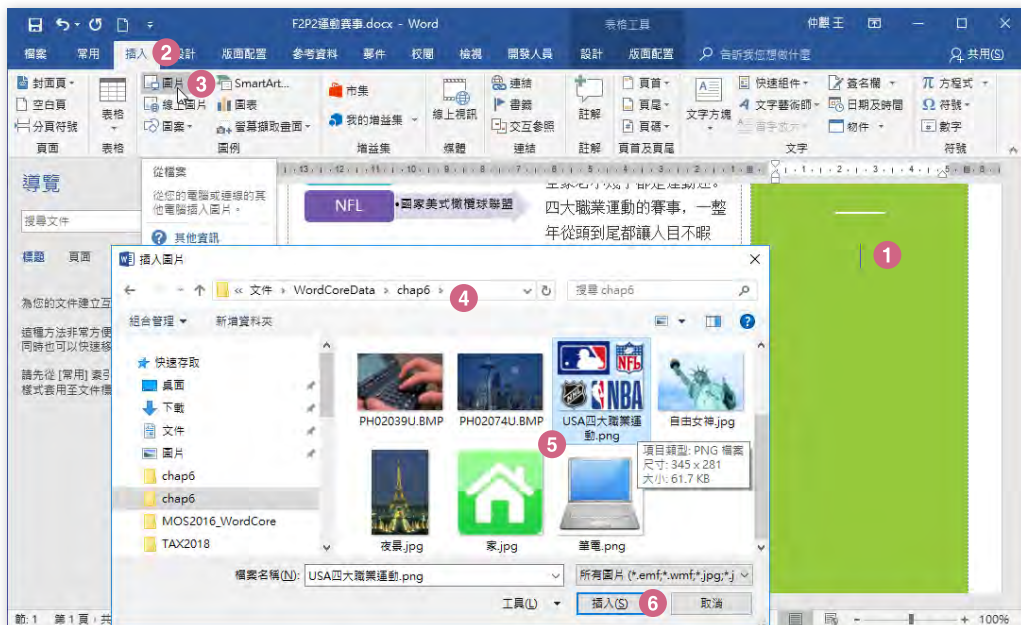 F2P2運動賽事.docx - Word
表格工具
仲麒 王
檔案 常用 插入 設計 版面配置 參考資料 郵件 校閱 檢視 開發人員 設計 版面配置 告訴我您想做什麼 共用(S)
2
封面頁
空白頁
分頁符號
頁面
表格
表格
圖片
3
線上圖片
圖案
SmartArt...
圖表
螢幕擷取畫面
圖例
市集
我的增益集
增益集
線上視訊
媒體
連結
書籤
交互參照
連結
註解
註解
頁首
頁尾
頁碼
頁首及頁尾
文字方塊
快速組件
文字藝術師
首字放大
簽名欄
日期及時間
物件
文字
方程式
符號
數字
符號
從檔案
從您的電腦或連線的其
他電腦插入圖片。
其他資訊
導覽
搜尋文件
標題 頁面
為您的文件建立互
這種方法非常方便
同時也可以快速移
請先從 [常用] 索引
樣式套用至文件標
NFL
•國家美式橄欖球聯盟
四大職業運動的賽事，一整
年從頭到尾都讓人目不暇
1
插入圖片
« 文件 › WordCoreData › chap6 ›
4
搜尋 chap6
組合管理 新增資料夾
快速存取
桌面
下載
文件
圖片
chap6
chap6
MOS2016_WordCore
TAX2018
NFL
NHL
NBA
PH02039U.BMP
PH02074U.BMP
USA四大職業運
動.png
自由女神.jpg
5
項目類型: PNG 檔案
尺寸: 345 x 281
大小: 61.7 KB
夜景.jpg
家.jpg
筆電.png
檔案名稱(N): USA四大職業運動.png
所有圖片 (*.emf;*.wmf;*.jpg;*.j
工具(L) 插入(S) 6 取消
節: 1 第 1 頁，共
100%